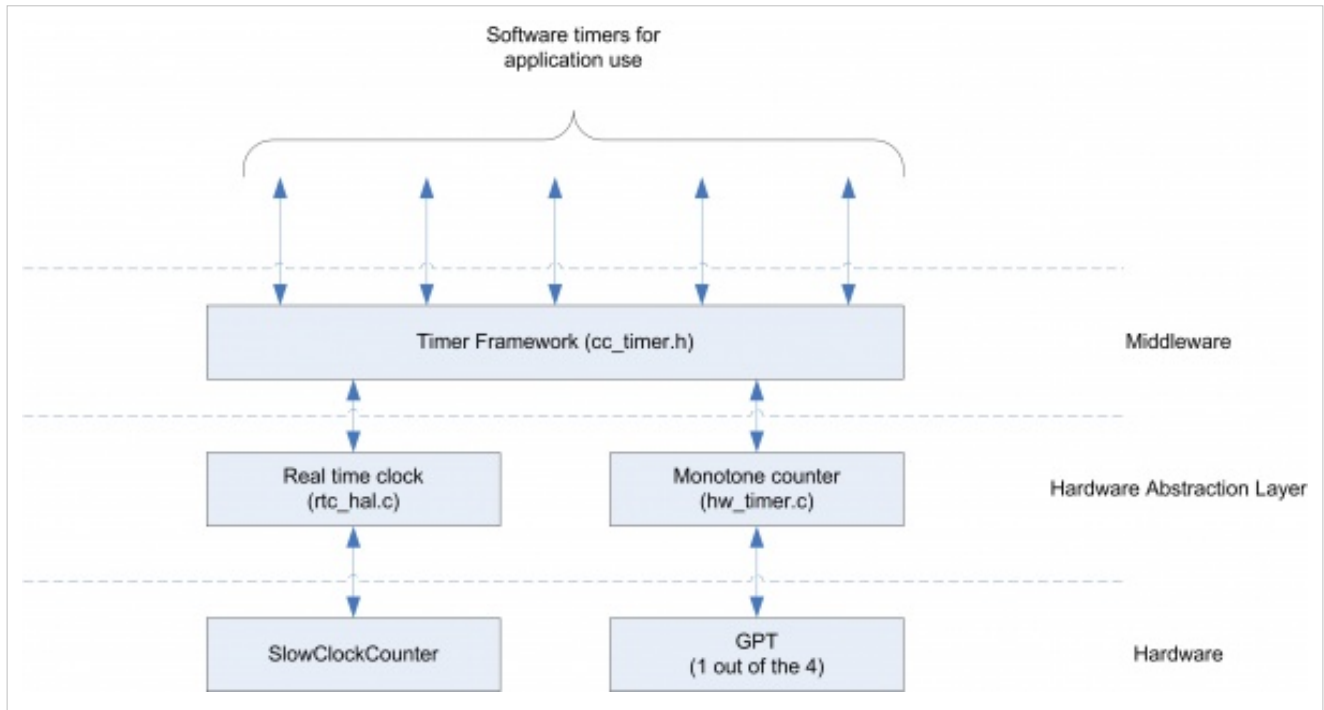 Software timers for
application use
Timer Framework (cc_timer.h)
Middleware
Real time clock
(rtc_hal.c)
Monotone counter
(hw_timer.c)
Hardware Abstraction Layer
SlowClockCounter
GPT
(1 out of the 4)
Hardware